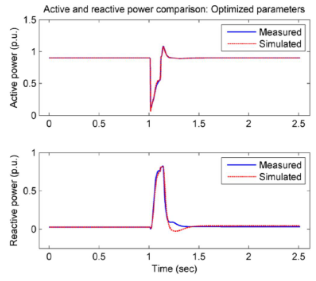 Active and reactive power comparison: Optimized parameters
Active power (p.u.)
1.5
1
0.5
0
Measured
Simulated
0 0.5 1 1.5 2 2.5
Reactive power (p.u.)
1
0.5
0
Measured
Simulated
0 0.5 1 1.5 2 2.5
Time (sec)